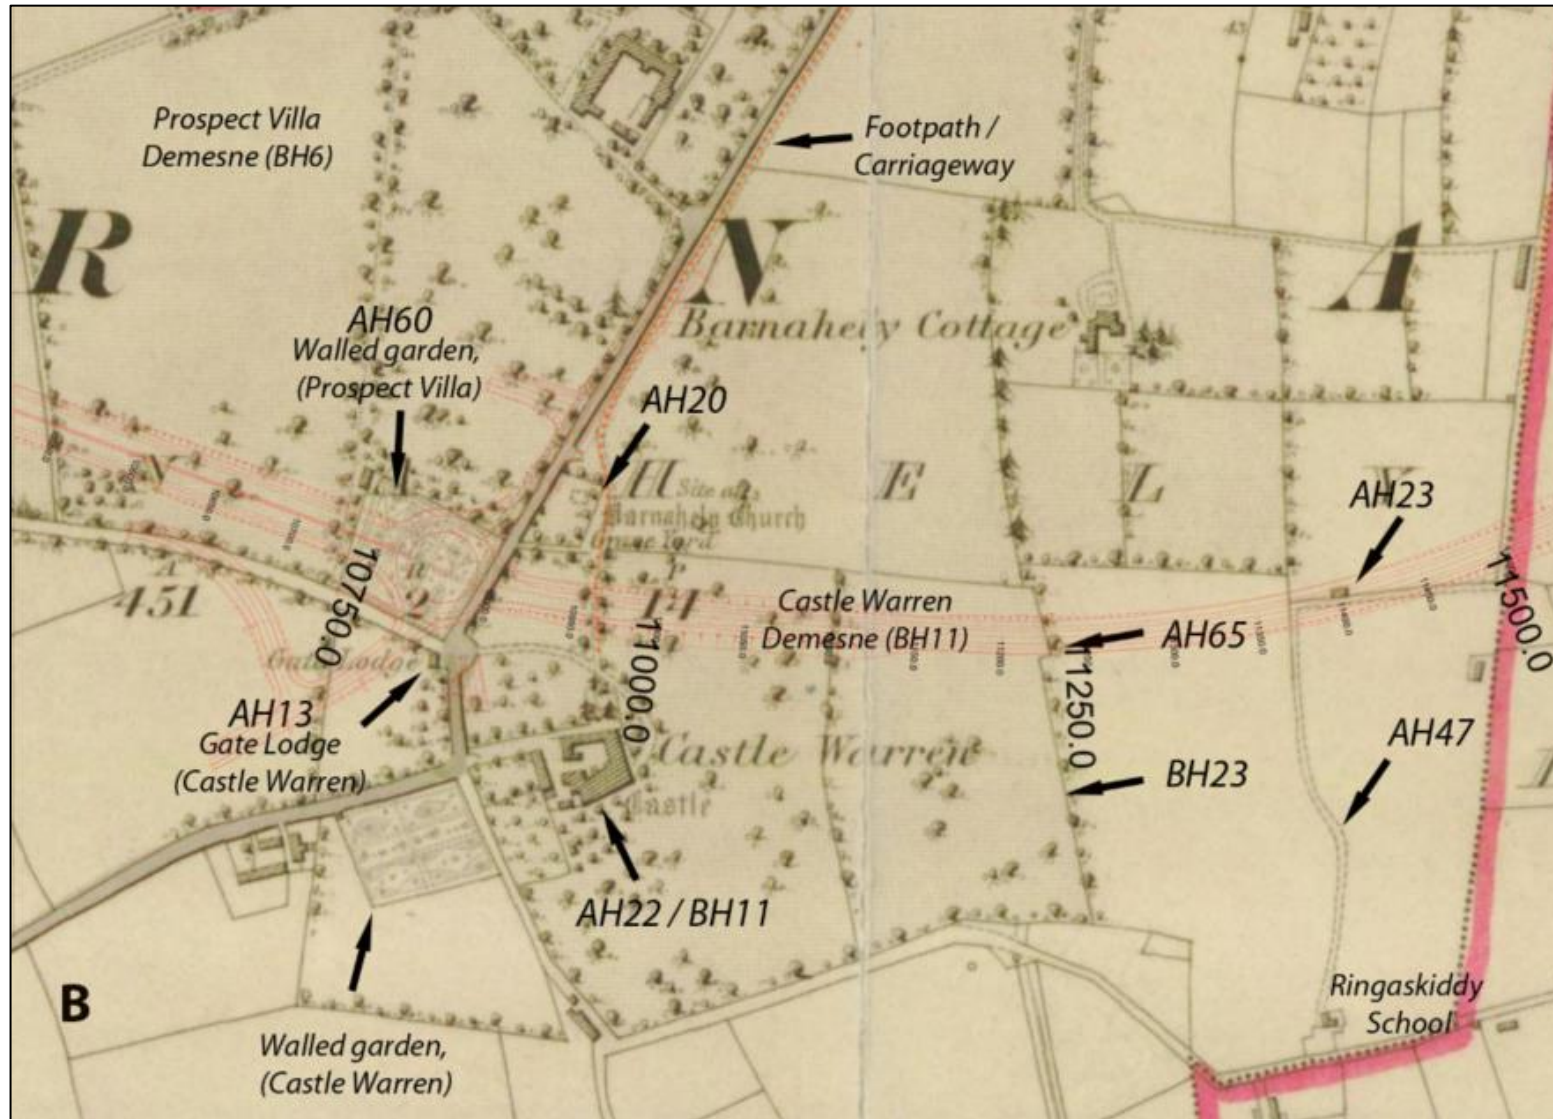 Prospect Villa
Demesne (BH6)
Footpath /
Carriageway
R
N
A
Barnahely Cottage
AH60
Walled garden,
(Prospect Villa)
AH20
H
E
L
Y
Site of
Barnahely Church
Grave Yard
AH23
451
2
10750.0
11000.0
11250.0
11500.0
Castle Warren
Demesne (BH11)
AH65
Gate Lodge
AH13
Gate Lodge
(Castle Warren)
Castle Warren
Castle
BH23
AH47
AH22 / BH11
B
Walled garden,
(Castle Warren)
Ringaskiddy
School